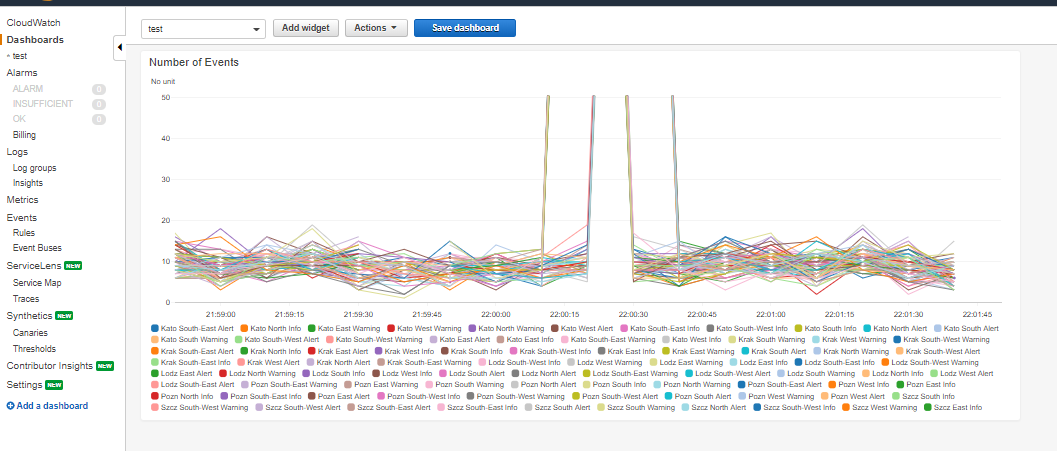 CloudWatch
Dashboards
test
Alarms
ALARM 0
INSUFFICIENT 0
OK 0
Billing
Logs
Log groups
Insights
Metrics
Events
Rules
Event Buses
ServiceLens NEW
Service Map
Traces
Synthetics NEW
Canaries
Thresholds
Contributor Insights NEW
Settings NEW
Add a dashboard
test Add widget Actions Save dashboard
Number of Events
No unit
50
40
30
20
10
0
21:59:00 21:59:15 21:59:30 21:59:45 22:00:00 22:00:15 22:00:30 22:00:45 22:01:00 22:01:15 22:01:30 22:01:45
Kato South-East Alert Kato North Info Kato East Warning Kato West Warning Kato North Warning Kato West Alert Kato South-East Info Kato South-West Info Kato South Info Kato North Alert Kato South Alert
Kato South Warning Kato South-West Alert Kato South-West Warning Kato East Alert Kato East Info Kato South-East Warning Kato West Info Krak South Warning Krak West Warning Krak South-West Warning
Krak South-East Alert Krak North Info Krak West Alert Krak West Info Krak South Info Krak South-West Info Krak East Info Krak East Warning Krak South Alert Krak North Warning Krak South-West Alert
Krak South-East Info Krak West Alert Krak North Alert Krak South-East Warning Lodz South-West Info Lodz West Warning Lodz East Warning Lodz South-East Info Lodz South-East Warning
Lodz East Alert Lodz North Warning Lodz South Info Lodz West Info Lodz South Alert Lodz North Alert Lodz South-West Alert Lodz South-West Warning Lodz South Warning Lodz North Info Lodz West Alert
Lodz South-East Alert Pozn South-East Warning Pozn East Warning Pozn South Warning Pozn North Alert Pozn South Info Pozn North Warning Pozn South-East Alert Pozn West Info Pozn East Info
Pozn North Info Pozn South-East Info Pozn East Alert Pozn South-West Info Pozn South-West Warning Pozn South-West Alert Pozn South Alert Pozn West Warning Pozn West Alert Szcz South Info
Szcz South-West Warning Szcz South-West Alert Szcz South-East Alert Szcz South-East Info Szcz South Alert Szcz South Warning Szcz North Alert Szcz South-West Info Szcz West Warning Szcz East Info